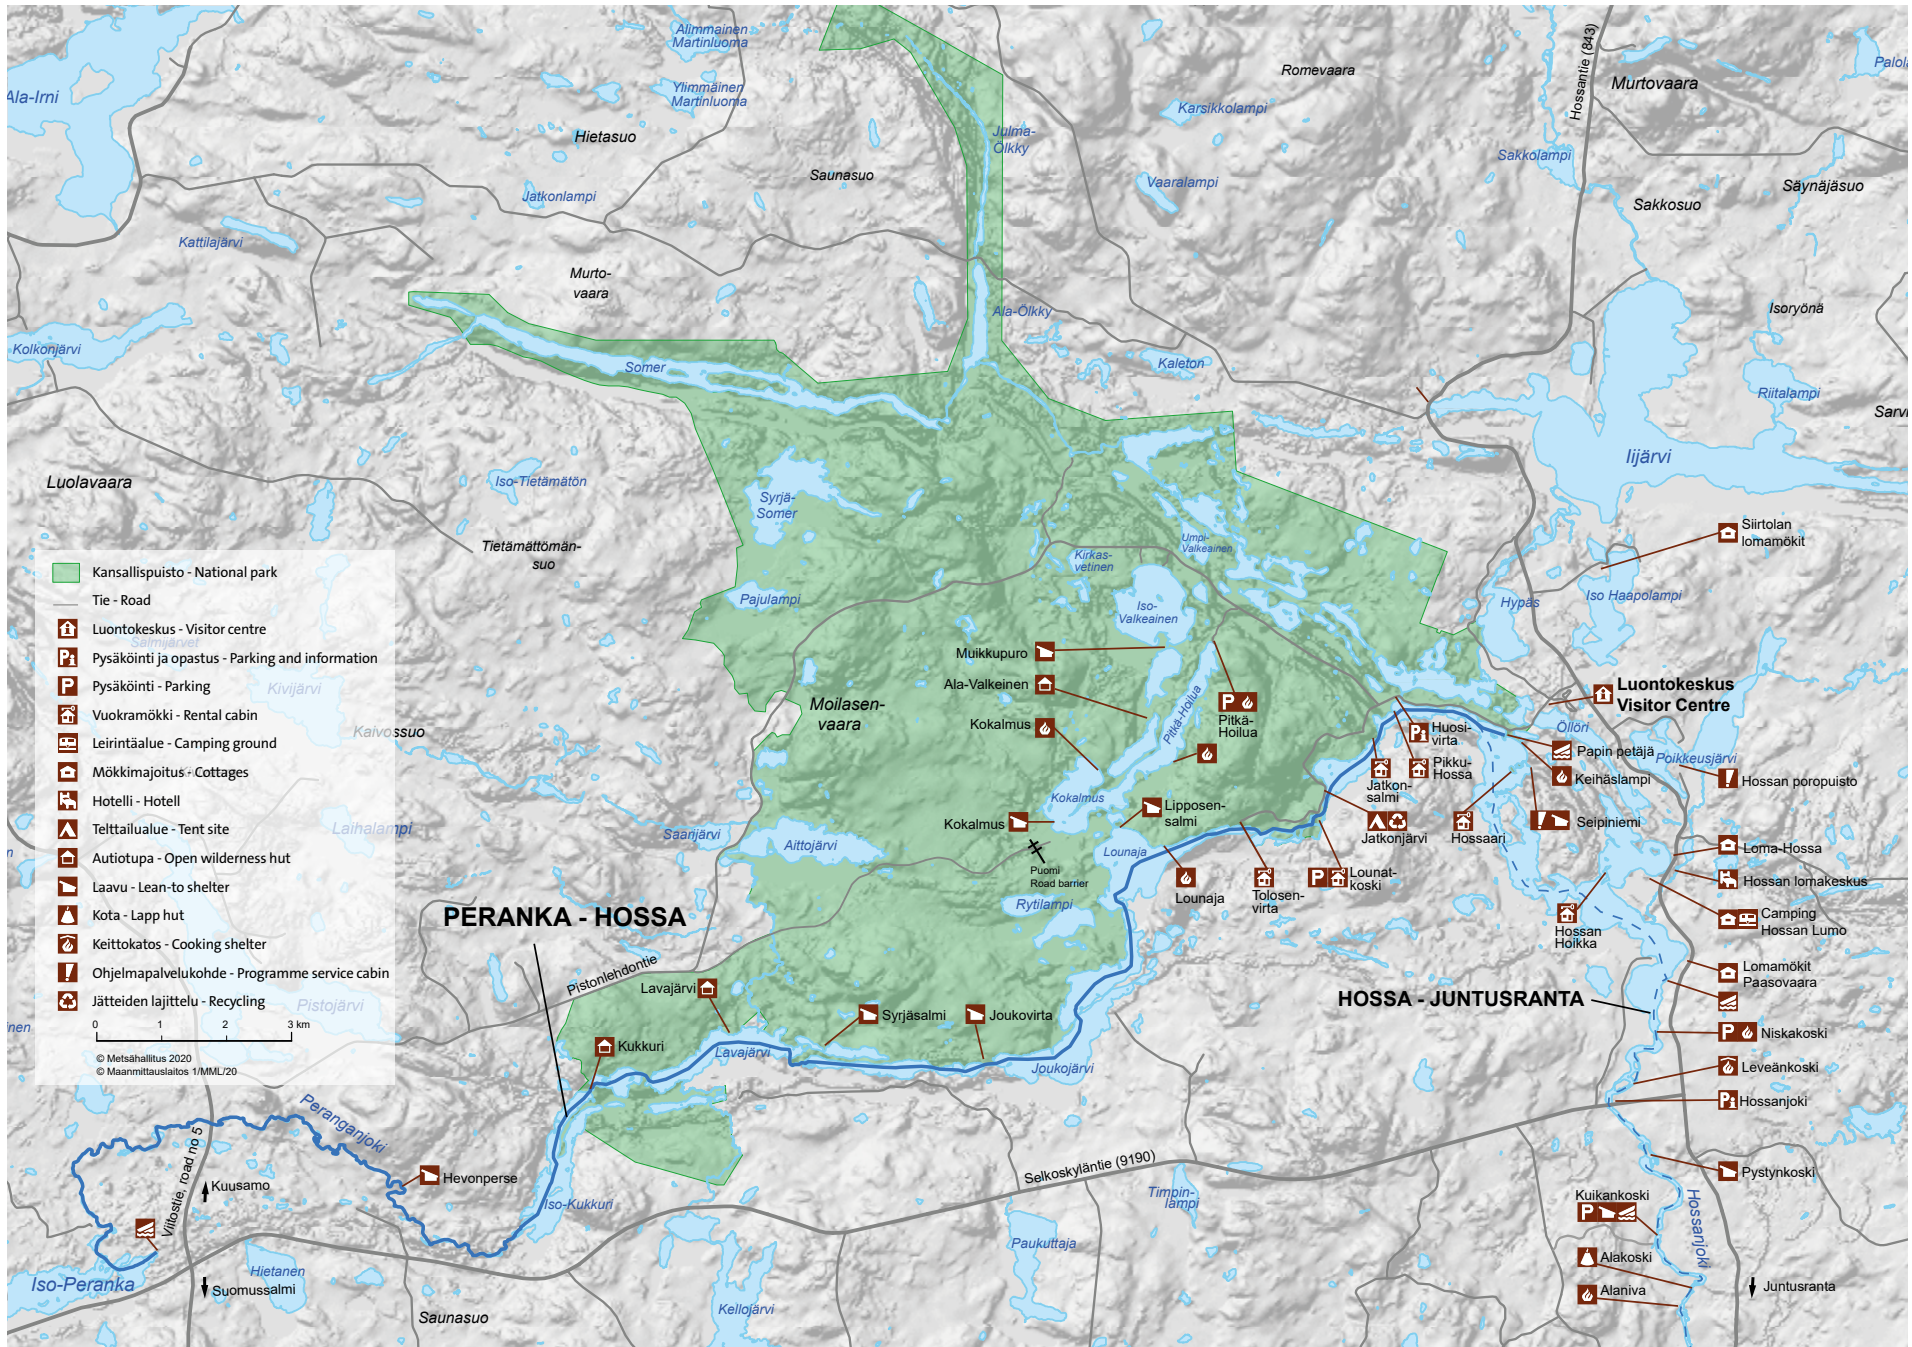 Alimmainen
Martinluoma
Ylimmäinen
Martinluoma
Ala-Irni
Hietasuo
Jatkonlampi
Kattilajärvi
Saunasuo
Julma-
Ölkky
Romevaara
Karsikkolampi
Vaaralampi
Hossantie (843)
Murtovaara
Palola
Sakkolampi
Säynäjäsuo
Sakkosuo
Murto-
vaara
Ala-Ölkky
Isoryönä
Kolkonjärvi
Somer
Kaleton
Riitalampi
Sarvi
Iijärvi
Luolavaara
Iso-Tietämätön
Syrjä-
Somer
Tietämättömän-
suo
Kirkas-
vetinen
Umpi-
Valkeainen
Siirtolan
lomamökit
Iso Haapolampi
Hypäs
Iso-
Valkeainen
Pajulampi
Kansallispuisto - National park
Tie - Road
Luontokeskus - Visitor centre
Pysäköinti ja opastus - Parking and information
Pysäköinti - Parking
Vuokramökki - Rental cabin
Leirintäalue - Camping ground
Mökkimajoitus - Cottages
Hotelli - Hotell
Telttailualue - Tent site
Autiotupa - Open wilderness hut
Laavu - Lean-to shelter
Kota - Lapp hut
Keittokatos - Cooking shelter
Ohjelmapalvelukohde - Programme service cabin
Jätteiden lajittelu - Recycling
0 1 2 3 km
© Metsähallitus 2020
© Maanmittauslaitos 1/MML/20
Salmijärvet
Kivijärvi
Kaivossuo
Laihalampi
Pistojärvi
nen
n
Muikkupuro
Ala-Valkeinen
Kokalmus
Moilasen-
vaara
Pitkä-Hoilua
P
Pitkä-
Hoilua
Luontokeskus
Visitor Centre
Öllöri
Huosi-
virta
Papin petäjä
Poikkeusjärvi
Pikku-
Hossa
Keihäslampi
Hossan poropuisto
Jatkon-
salmi
Kokalmus
Lipposen-
salmi
Kokalmus
Jatkonjärvi
Hossaari
Seipiniemi
Saarijärvi
Aittojärvi
Lounaja
Puomi
Road barrier
Loma-Hossa
Hossan lomakeskus
P
Lounat-
koski
Lounaja
Tolosen-
virta
Rytilampi
Hossan
Hoikka
Camping
Hossan Lumo
PERANKA - HOSSA
Pistonlehdontie
Lavajärvi
Lomamökit
Paasovaara
HOSSA - JUNTUSRANTA
Syrjäsalmi
Joukovirta
P
Niskakoski
Kukkuri
Lavajärvi
Joukojärvi
Leveänkoski
Hossanjoki
Peranganjoki
Viitostie, road no 5
Hevonperse
Kuusamo
Iso-Kukkuri
Selkoskyläntie (9190)
Timpin-
lampi
Pystynkoski
Kuikankoski
P
Hossanjoki
Paukuttaja
Alakoski
Iso-Peranka
Hietanen
Suomussalmi
Alaniva
Juntusranta
Saunasuo
Kellojärvi